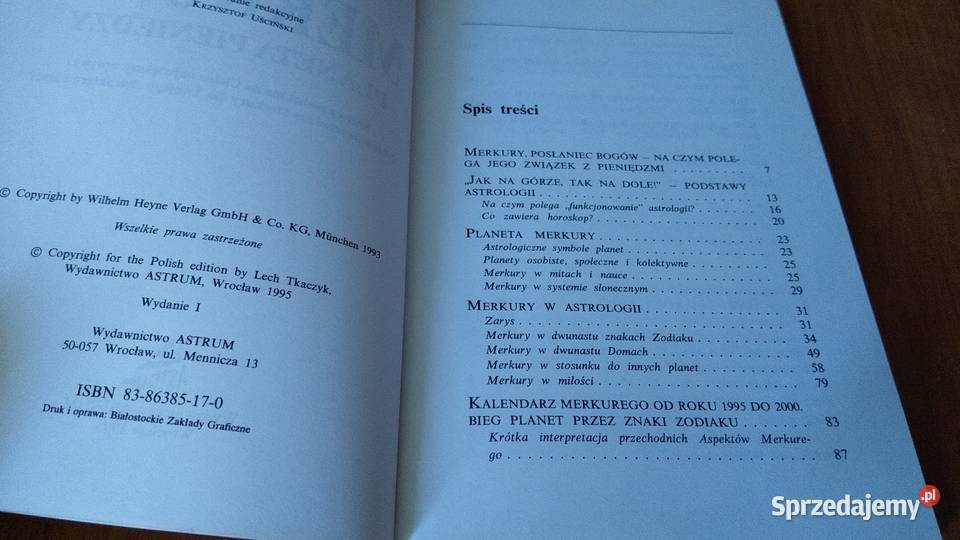 anie redakcyjne
KRZYSZTOF UŚCIŃSKI
© Copyright by Wilhelm Heyne Verlag GmbH & Co. KG, München 1993
Wszelkie prawa zastrzeżone
© Copyright for the Polish edition by Lech Tkaczyk,
Wydawnictwo ASTRUM, Wrocław 1995
Wydanie I
Wydawnictwo ASTRUM
50-057 Wrocław, ul. Mennicza 13
ISBN 83-86385-17-0
Druk i oprawa: Białostockie Zakłady Graficzne
Spis treści
MERKURY, POSŁANIEC BOGÓW – NA CZYM POLE-
GA JEGO ZWIĄZEK Z PIENIĘDZMI . . . . . . . . . 7
„JAK NA GÓRZE, TAK NA DOLE!” – PODSTAWY
ASTROLOGII . . . . . . . . . . . . . . . . . . . 13
Na czym polega „funkcjonowanie” astrologii? . . . . . 16
Co zawiera horoskop? . . . . . . . . . . . . . . 20
PLANETA MERKURY . . . . . . . . . . . . . . 23
Astrologiczne symbole planet . . . . . . . . . . . 23
Planety osobiste, społeczne i kolektywne . . . . . . . 25
Merkury w mitach i nauce . . . . . . . . . . . . 25
Merkury w systemie słonecznym . . . . . . . . . . 29
MERKURY W ASTROLOGII . . . . . . . . . . . 31
Zarys . . . . . . . . . . . . . . . . . . . . . 31
Merkury w dwunastu znakach Zodiaku . . . . . . . 34
Merkury w dwunastu Domach . . . . . . . . . . . 49
Merkury w stosunku do innych planet . . . . . . . . 58
Merkury w miłości . . . . . . . . . . . . . . . 79
KALENDARZ MERKUREGO OD ROKU 1995 DO 2000.
BIEG PLANET PRZEZ ZNAKI ZODIAKU . . . . . . . 83
Krótka interpretacja przechodnich Aspektów Merkure-
go . . . . . . . . . . . . . . . . . . . . . . 87
Sprzedajemy.pl